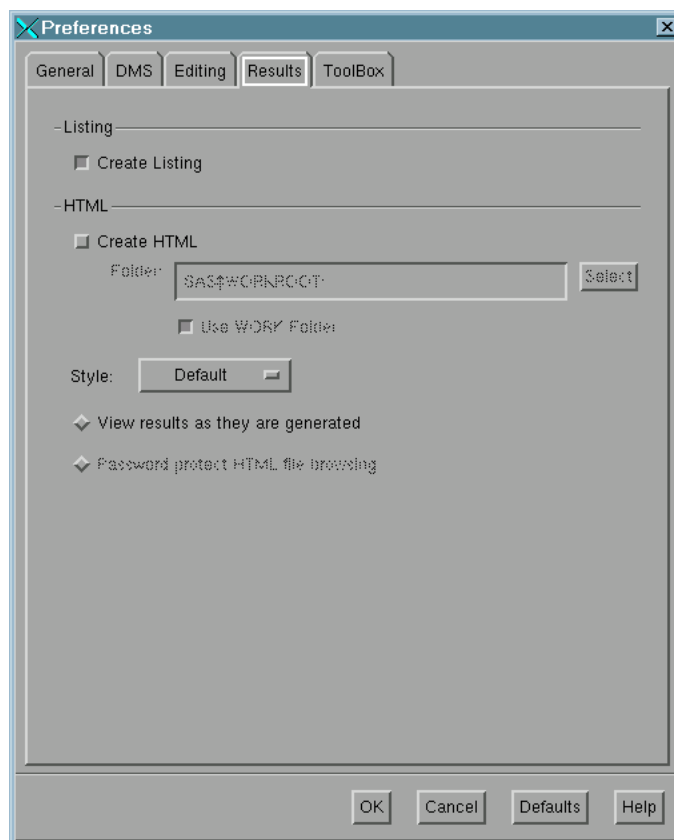 Preferences
General DMS Editing Results ToolBox
Listing
Create Listing
HTML
Create HTML
Folder: SAS$WORKROOT: Select
Use WORK Folder
Style: Default
View results as they are generated
Password protect HTML file browsing
OK Cancel Defaults Help